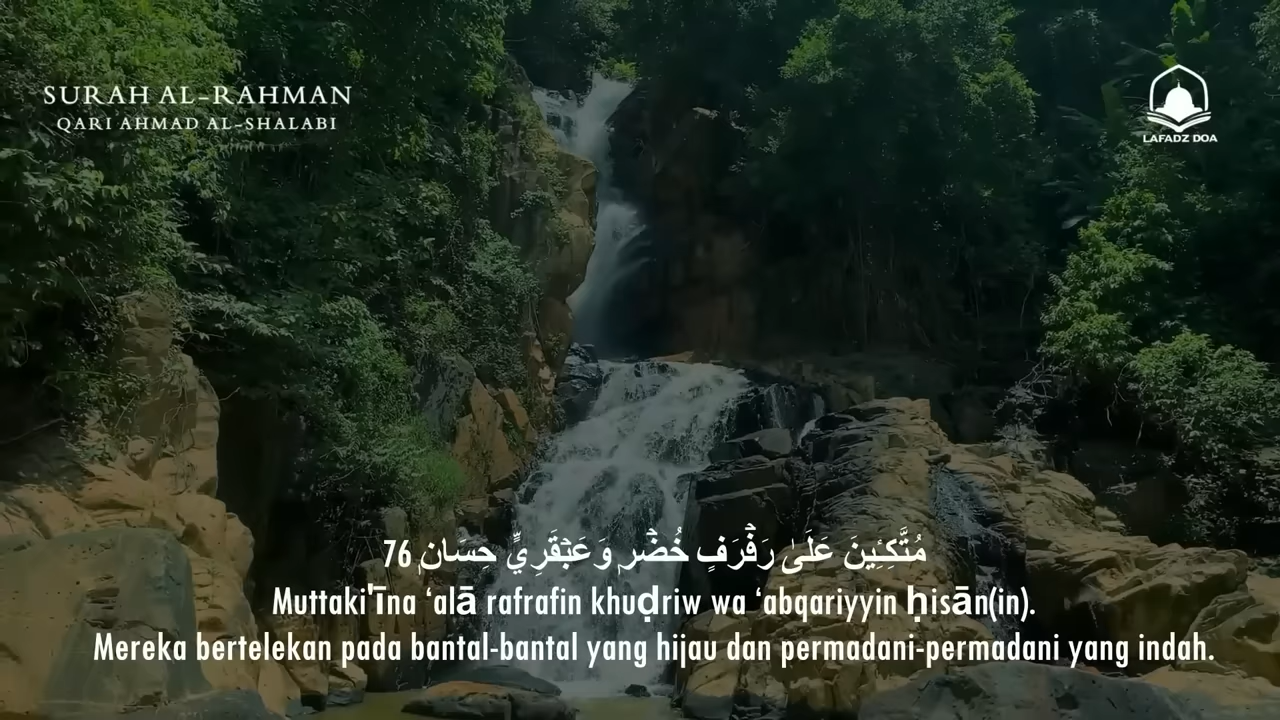 SURAH AL-RAHMAN
QARI AHMAD AL-SHALABI
LAFADZ DOA
مُتَّكِـِٕينَ عَلَىٰ رَفْرَفٍ خُضْرٍ وَعَبْقَرِيٍّ حِسَانٍ 76
Muttaki'īna ‘alā rafrafin khuḍriw wa ‘abqariyyin ḥisān(in).
Mereka bertelekan pada bantal-bantal yang hijau dan permadani-permadani yang indah.